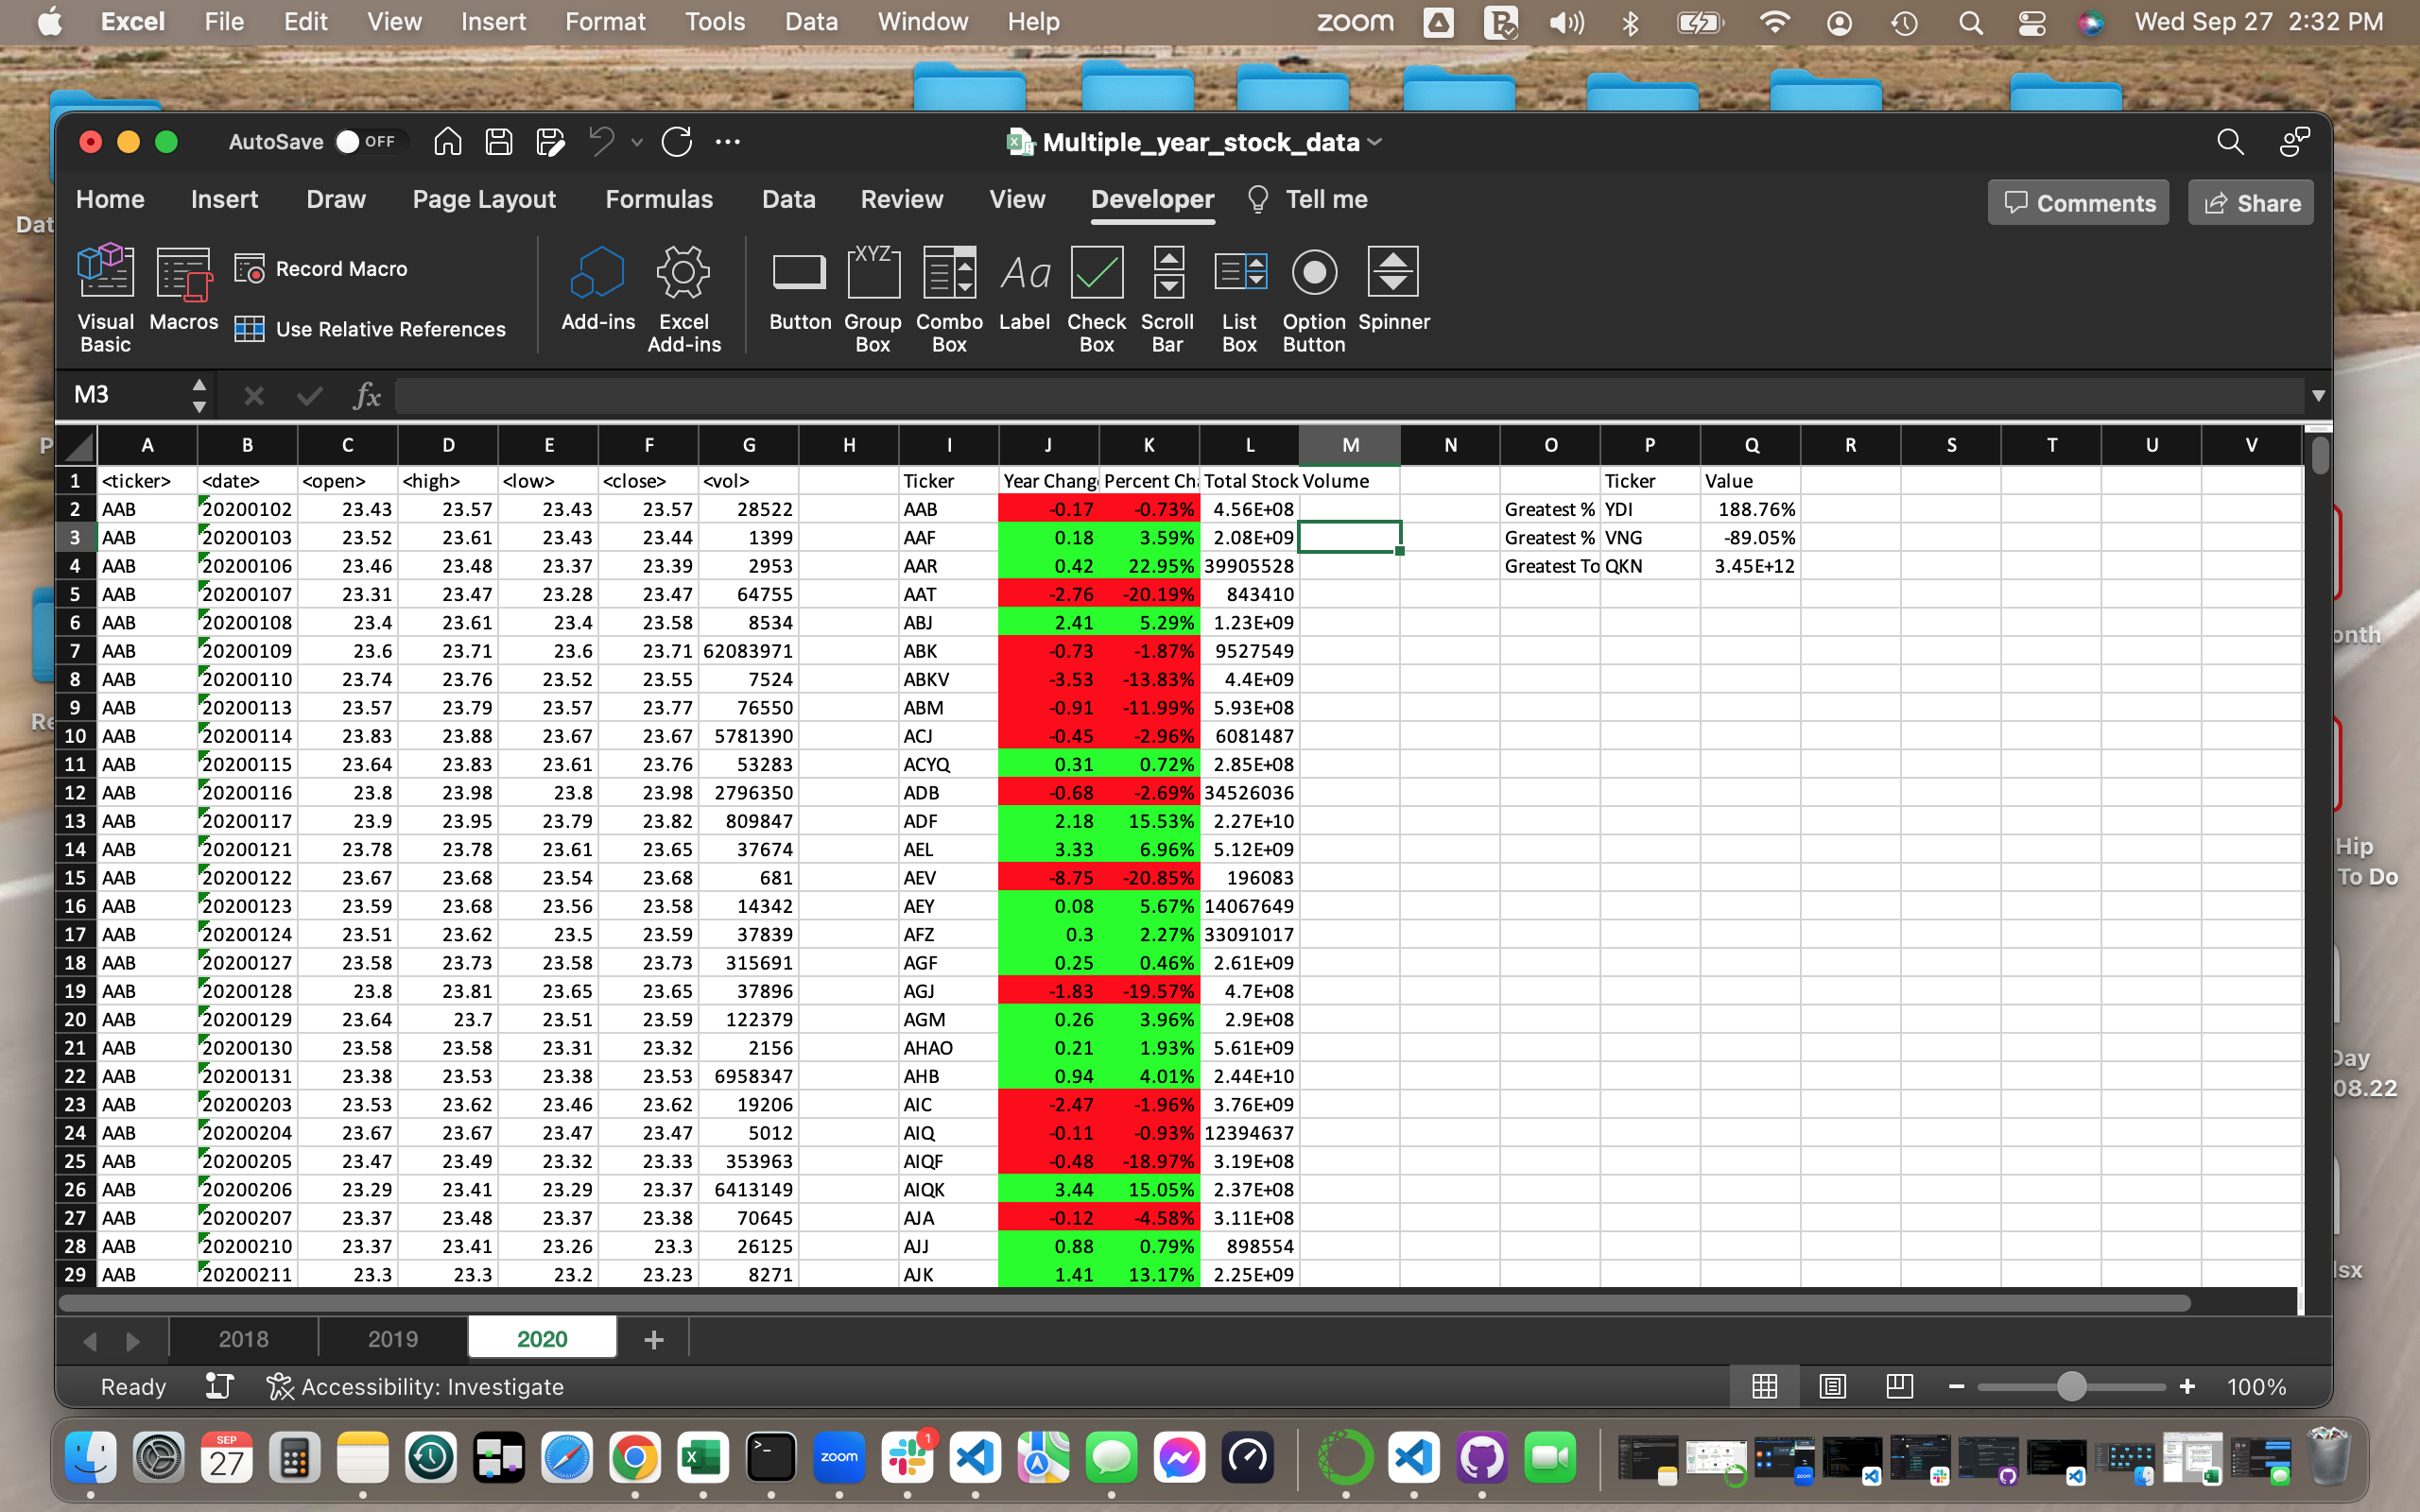 Excel File Edit View Insert Format Tools Data Window Help zoom Wed Sep 27 2:32 PM
AutoSave OFF Multiple_year_stock_data
Home Insert Draw Page Layout Formulas Data Review View Developer Tell me Comments Share
Visual Basic Macros Record Macro Use Relative References Add-ins Excel Add-ins Button Group Box Combo Box Label Check Box Scroll Bar List Box Option Button Spinner
XYZ Aa
M3 fx
A B C D E F G H I J K L M N O P Q R S T U V
1 <ticker> <date> <open> <high> <low> <close> <vol> Ticker Year Chang Percent Ch Total Stock Volume Ticker Value
2 AAB 20200102 23.43 23.57 23.43 23.57 28522 AAB -0.17 -0.73% 4.56E+08 Greatest % YDI 188.76%
3 AAB 20200103 23.52 23.61 23.43 23.44 1399 AAF 0.18 3.59% 2.08E+09 Greatest % VNG -89.05%
4 AAB 20200106 23.46 23.48 23.37 23.39 2953 AAR 0.42 22.95% 39905528 Greatest To QKN 3.45E+12
5 AAB 20200107 23.31 23.47 23.28 23.47 64755 AAT -2.76 -20.19% 843410
6 AAB 20200108 23.4 23.61 23.4 23.58 8534 ABJ 2.41 5.29% 1.23E+09
7 AAB 20200109 23.6 23.71 23.6 23.71 62083971 ABK -0.73 -1.87% 9527549
8 AAB 20200110 23.74 23.76 23.52 23.55 7524 ABKV -3.53 -13.83% 4.4E+09
9 AAB 20200113 23.57 23.79 23.57 23.77 76550 ABM -0.91 -11.99% 5.93E+08
10 AAB 20200114 23.83 23.88 23.67 23.67 5781390 ACJ -0.45 -2.96% 6081487
11 AAB 20200115 23.64 23.83 23.61 23.76 53283 ACYQ 0.31 0.72% 2.85E+08
12 AAB 20200116 23.8 23.98 23.8 23.98 2796350 ADB -0.68 -2.69% 34526036
13 AAB 20200117 23.9 23.95 23.79 23.82 809847 ADF 2.18 15.53% 2.27E+10
14 AAB 20200121 23.78 23.78 23.61 23.65 37674 AEL 3.33 6.96% 5.12E+09
15 AAB 20200122 23.67 23.68 23.54 23.68 681 AEV -8.75 -20.85% 196083
16 AAB 20200123 23.59 23.68 23.56 23.58 14342 AEY 0.08 5.67% 14067649
17 AAB 20200124 23.51 23.62 23.5 23.59 37839 AFZ 0.3 2.27% 33091017
18 AAB 20200127 23.58 23.73 23.58 23.73 315691 AGF 0.25 0.46% 2.61E+09
19 AAB 20200128 23.8 23.81 23.65 23.65 37896 AGJ -1.83 -19.57% 4.7E+08
20 AAB 20200129 23.64 23.7 23.51 23.59 122379 AGM 0.26 3.96% 2.9E+08
21 AAB 20200130 23.58 23.58 23.31 23.32 2156 AHAO 0.21 1.93% 5.61E+09
22 AAB 20200131 23.38 23.53 23.38 23.53 6958347 AHB 0.94 4.01% 2.44E+10
23 AAB 20200203 23.53 23.62 23.46 23.62 19206 AIC -2.47 -1.96% 3.76E+09
24 AAB 20200204 23.67 23.67 23.47 23.47 5012 AIQ -0.11 -0.93% 12394637
25 AAB 20200205 23.47 23.49 23.32 23.33 353963 AIQF -0.48 -18.97% 3.19E+08
26 AAB 20200206 23.29 23.41 23.29 23.37 6413149 AIQK 3.44 15.05% 2.37E+08
27 AAB 20200207 23.37 23.48 23.37 23.38 70645 AJA -0.12 -4.58% 3.11E+08
28 AAB 20200210 23.37 23.41 23.26 23.3 26125 AJJ 0.88 0.79% 898554
29 AAB 20200211 23.3 23.3 23.2 23.23 8271 AJK 1.41 13.17% 2.25E+09
2018 2019 2020
Ready Accessibility: Investigate 100%
Dat
P
Re
onth
Hip
To Do
Day
08.22
lsx
SEP
27
zoom
1